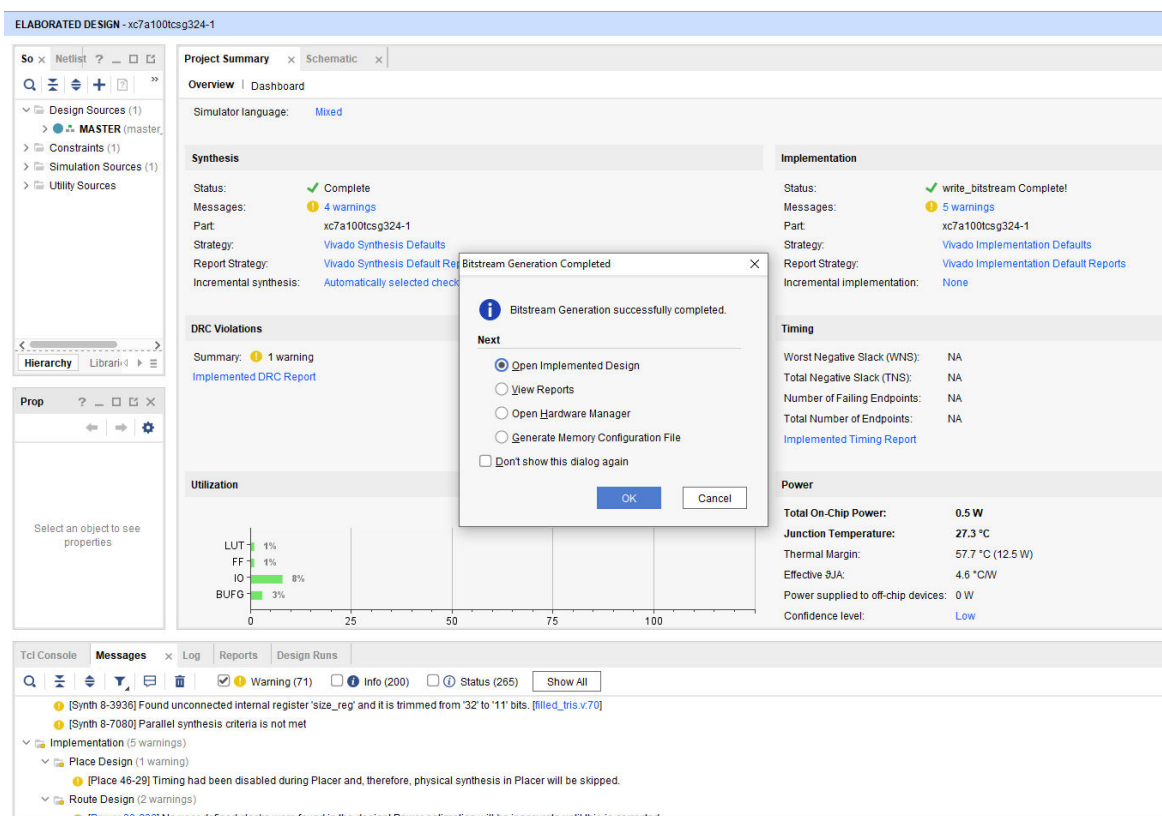 ELABORATED DESIGN - xc7a100tcsg324-1
So Netlist ?
Project Summary Schematic
Overview Dashboard
Design Sources (1)
MASTER (master_
Constraints (1)
Simulation Sources (1)
Utility Sources
Hierarchy
Prop ?
Select an object to see
properties
Simulator language: Mixed
Synthesis
Status: Complete
Messages: 4 warnings
Part: xc7a100tcsg324-1
Strategy: Vivado Synthesis Defaults
Report Strategy: Vivado Synthesis Default Rep
Incremental synthesis: Automatically selected check
Implementation
Status: write_bitstream Complete!
Messages: 5 warnings
Part: xc7a100tcsg324-1
Strategy: Vivado Implementation Defaults
Report Strategy: Vivado Implementation Default Reports
Incremental implementation: None
DRC Violations
Summary: 1 warning
Implemented DRC Report
Timing
Worst Negative Slack (WNS): NA
Total Negative Slack (TNS): NA
Number of Failing Endpoints: NA
Total Number of Endpoints: NA
Implemented Timing Report
Bitstream Generation Completed
Bitstream Generation successfully completed.
Next
Open Implemented Design
View Reports
Open Hardware Manager
Generate Memory Configuration File
Don't show this dialog again
OK Cancel
Utilization
LUT 1%
FF 1%
IO 8%
BUFG 3%
0 25 50 75 100
Power
Total On-Chip Power: 0.5 W
Junction Temperature: 27.3 °C
Thermal Margin: 57.7 °C (12.5 W)
Effective ϑJA: 4.6 °C/W
Power supplied to off-chip devices: 0 W
Confidence level: Low
Tcl Console Messages Log Reports Design Runs
Warning (71) Info (200) Status (265) Show All
[Synth 8-3936] Found unconnected internal register 'size_reg' and it is trimmed from '32' to '11' bits. [filled_tris.v:70]
[Synth 8-7080] Parallel synthesis criteria is not met
Implementation (5 warnings)
Place Design (1 warning)
[Place 46-29] Timing had been disabled during Placer and, therefore, physical synthesis in Placer will be skipped.
Route Design (2 warnings)